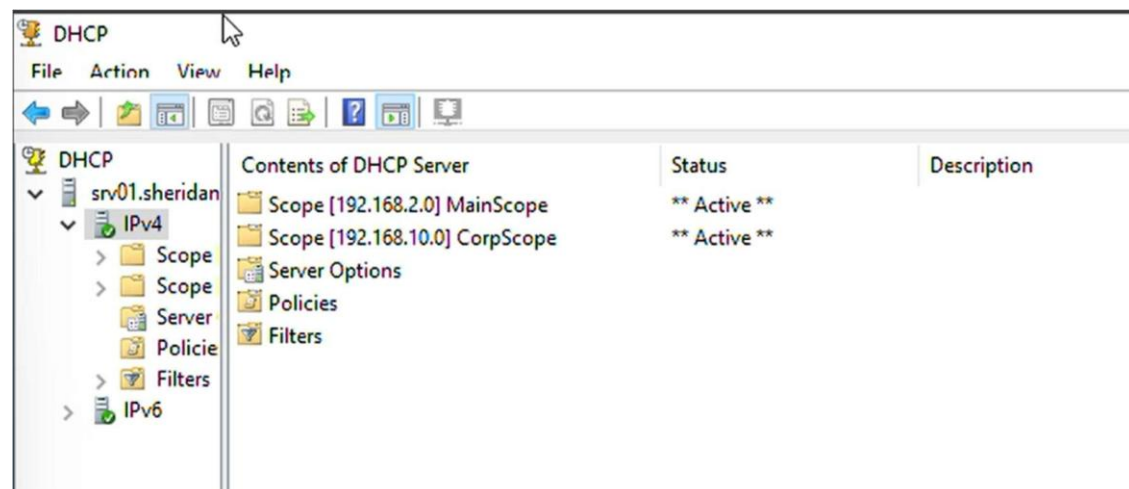 DHCP
File Action View Help
DHCP
srv01.sheridan
IPv4
Scope
Scope
Server
Policie
Filters
IPv6
Contents of DHCP Server Status Description
Scope [192.168.2.0] MainScope ** Active **
Scope [192.168.10.0] CorpScope ** Active **
Server Options
Policies
Filters